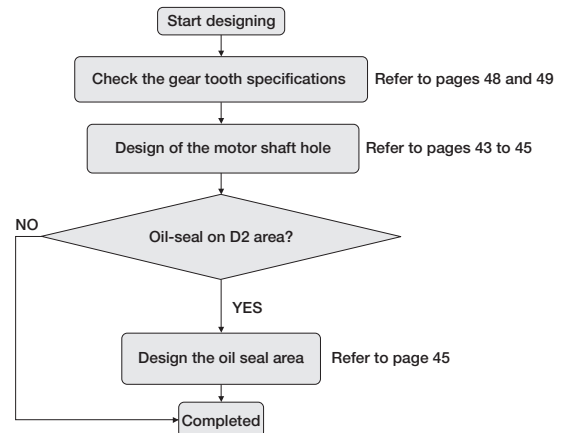 Start designing
Check the gear tooth specifications
Refer to pages 48 and 49
Design of the motor shaft hole
Refer to pages 43 to 45
NO
Oil-seal on D2 area?
YES
Design the oil seal area
Refer to page 45
Completed